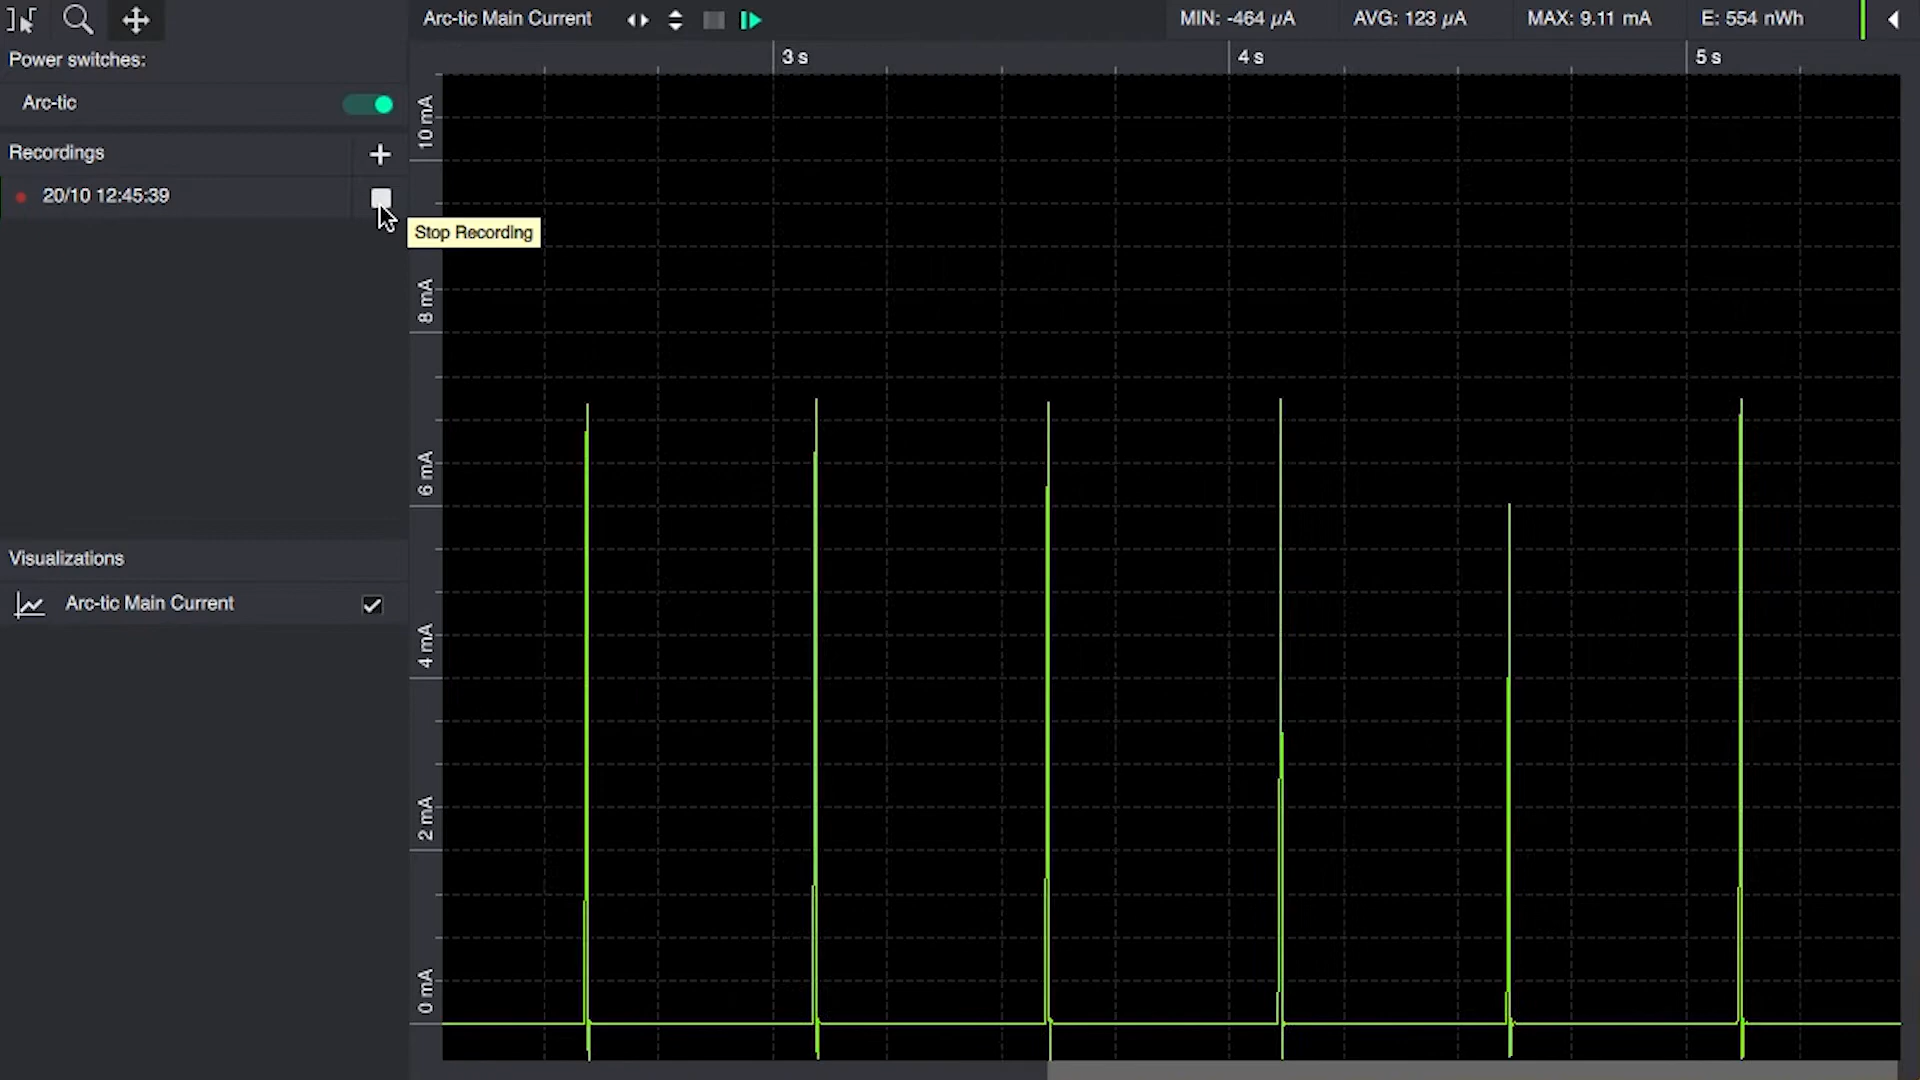 Arc-tic Main Current
MIN: -464 μA
AVG: 123 μA
MAX: 9.11 mA
E: 554 nWh
Power switches:
3 s
4 s
5 s
Arc-tic
Recordings
20/10 12:45:39
Stop Recording
10 mA
8 mA
6 mA
4 mA
2 mA
0 mA
Visualizations
Arc-tic Main Current